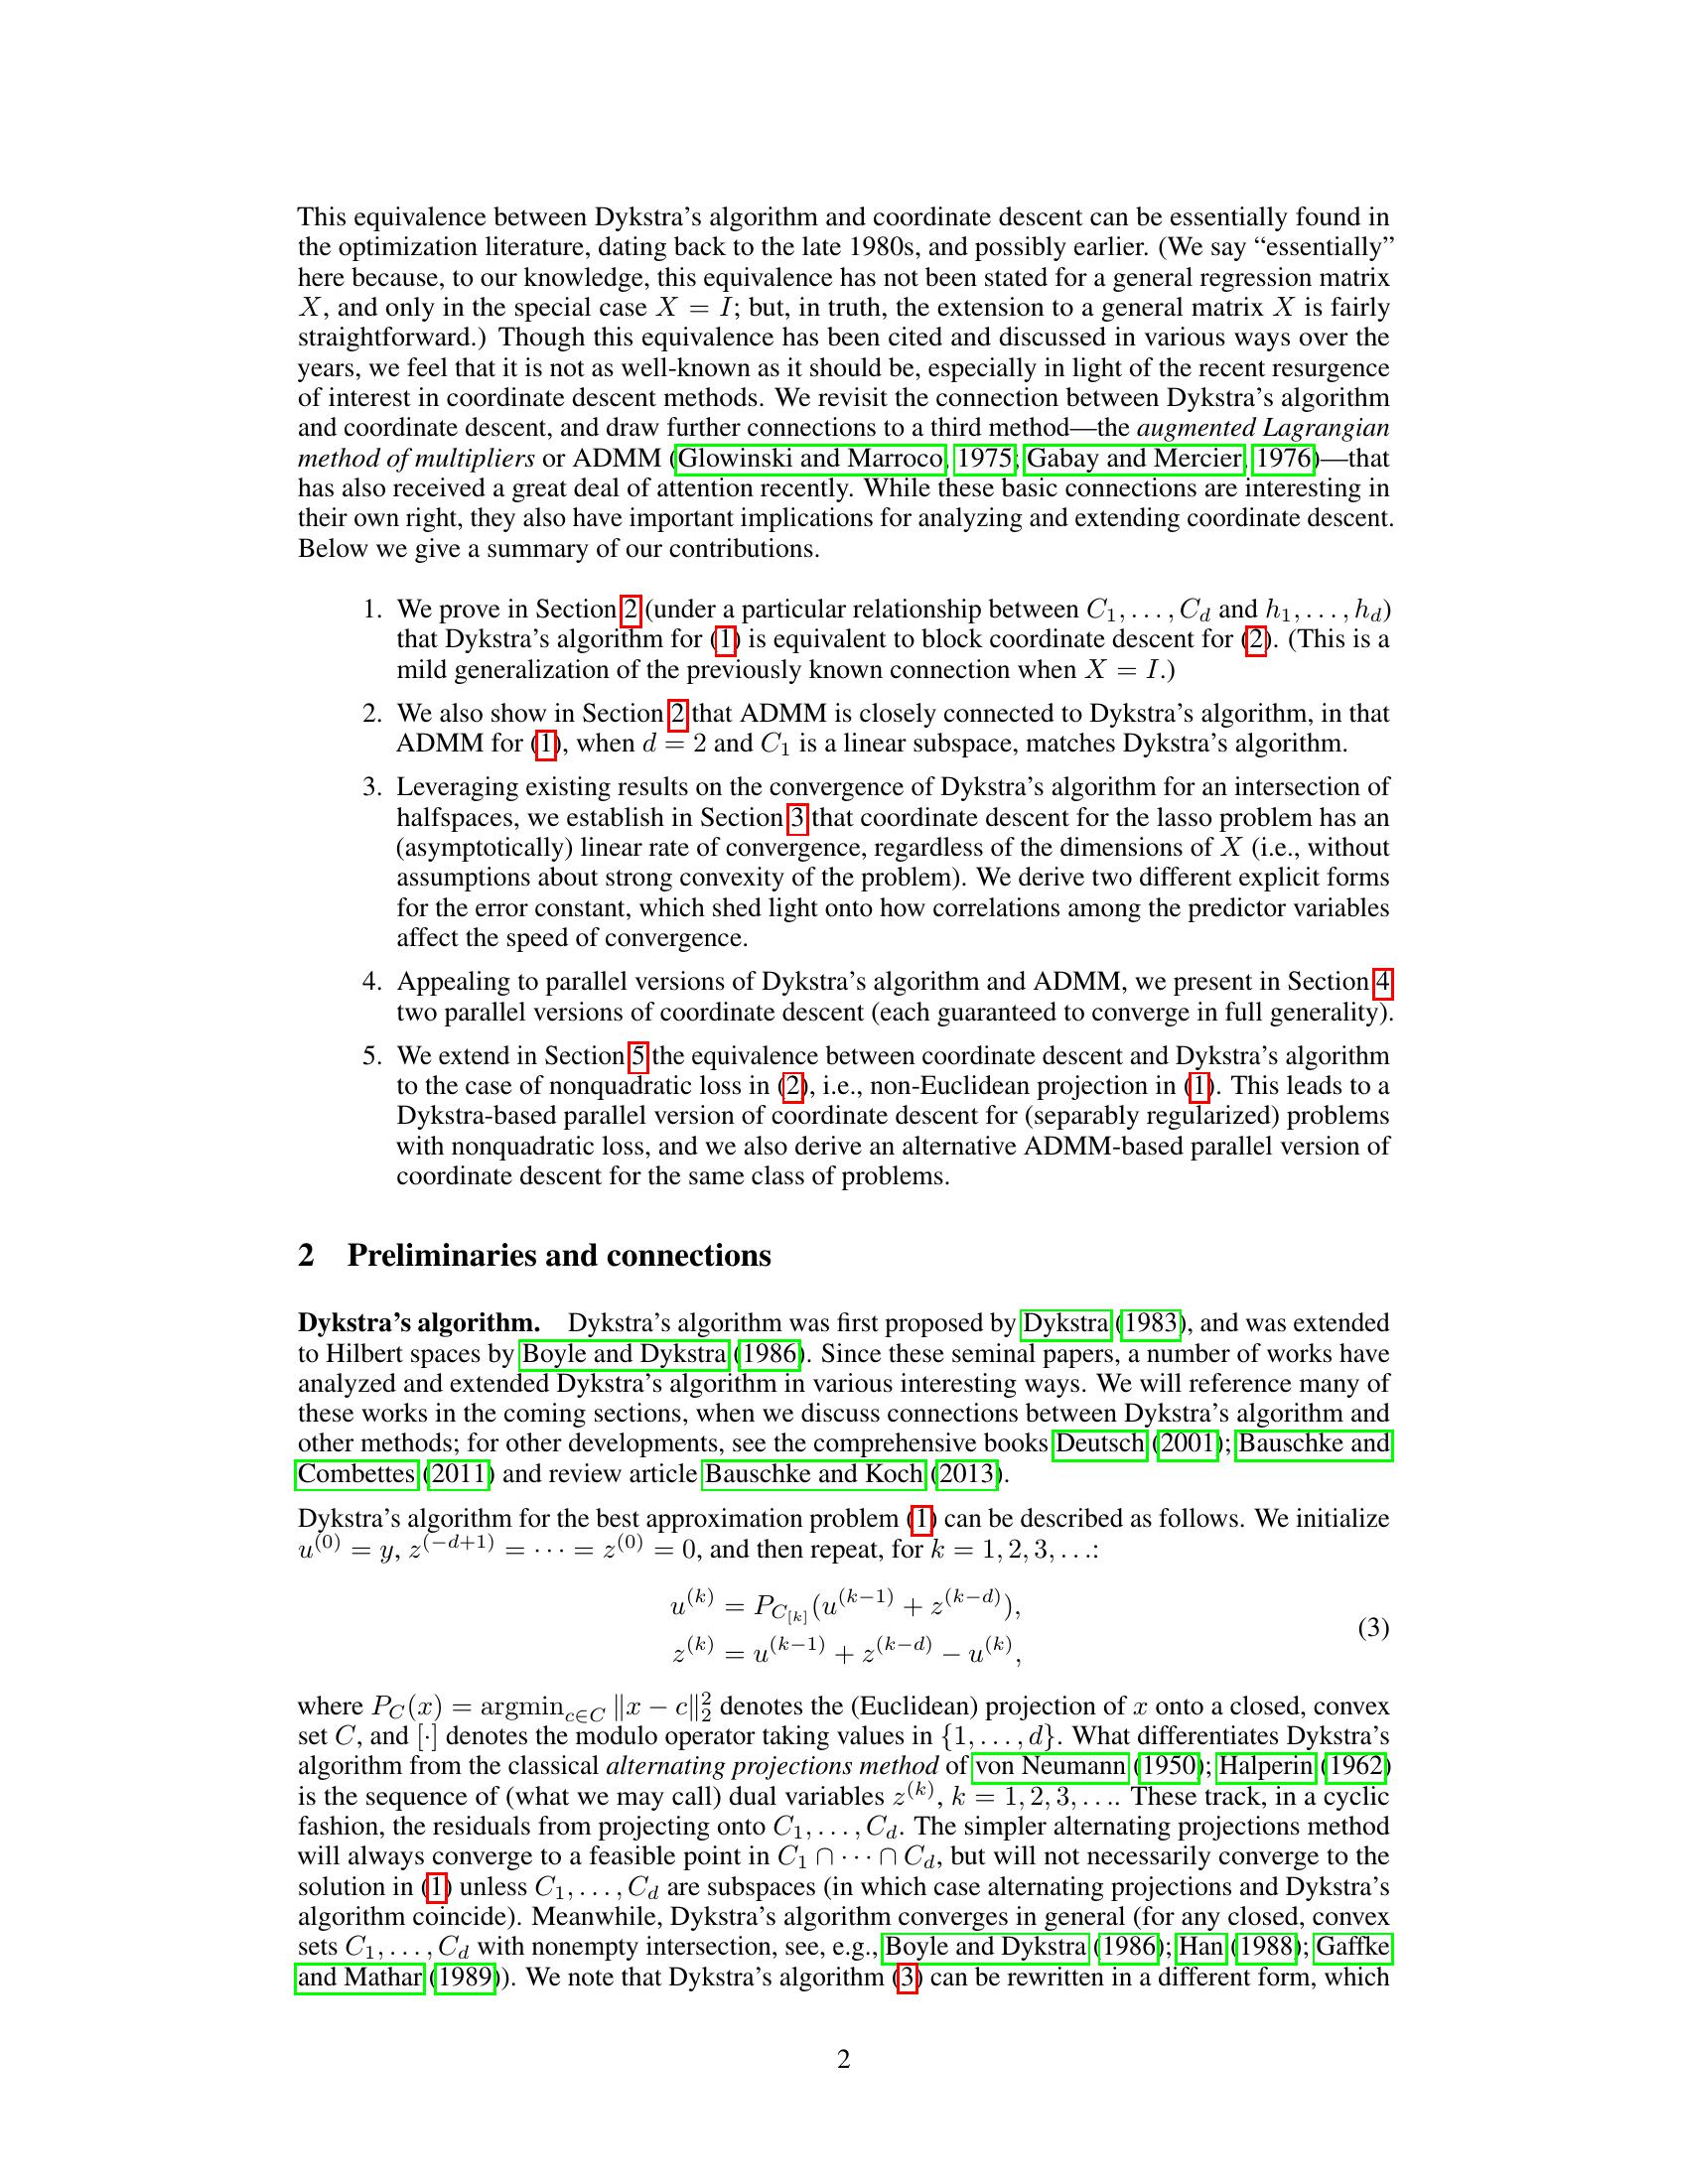 This equivalence between Dykstra's algorithm and coordinate descent can be essentially found in
the optimization literature, dating back to the late 1980s, and possibly earlier. (We say “essentially”
here because, to our knowledge, this equivalence has not been stated for a general regression matrix
X, and only in the special case X = I; but, in truth, the extension to a general matrix X is fairly
straightforward.) Though this equivalence has been cited and discussed in various ways over the
years, we feel that it is not as well-known as it should be, especially in light of the recent resurgence
of interest in coordinate descent methods. We revisit the connection between Dykstra's algorithm
and coordinate descent, and draw further connections to a third method—the augmented Lagrangian
method of multipliers or ADMM (Glowinski and Marroco, 1975; Gabay and Mercier, 1976)—that
has also received a great deal of attention recently. While these basic connections are interesting in
their own right, they also have important implications for analyzing and extending coordinate descent.
Below we give a summary of our contributions.
1. We prove in Section 2 (under a particular relationship between C_1, . . . , C_d and h_1, . . . , h_d)
that Dykstra's algorithm for (1) is equivalent to block coordinate descent for (2). (This is a
mild generalization of the previously known connection when X = I.)
2. We also show in Section 2 that ADMM is closely connected to Dykstra's algorithm, in that
ADMM for (1), when d = 2 and C_1 is a linear subspace, matches Dykstra's algorithm.
3. Leveraging existing results on the convergence of Dykstra's algorithm for an intersection of
halfspaces, we establish in Section 3 that coordinate descent for the lasso problem has an
(asymptotically) linear rate of convergence, regardless of the dimensions of X (i.e., without
assumptions about strong convexity of the problem). We derive two different explicit forms
for the error constant, which shed light onto how correlations among the predictor variables
affect the speed of convergence.
4. Appealing to parallel versions of Dykstra's algorithm and ADMM, we present in Section 4
two parallel versions of coordinate descent (each guaranteed to converge in full generality).
5. We extend in Section 5 the equivalence between coordinate descent and Dykstra's algorithm
to the case of nonquadratic loss in (2), i.e., non-Euclidean projection in (1). This leads to a
Dykstra-based parallel version of coordinate descent for (separably regularized) problems
with nonquadratic loss, and we also derive an alternative ADMM-based parallel version of
coordinate descent for the same class of problems.
2 Preliminaries and connections
Dykstra's algorithm. Dykstra's algorithm was first proposed by Dykstra (1983), and was extended
to Hilbert spaces by Boyle and Dykstra (1986). Since these seminal papers, a number of works have
analyzed and extended Dykstra's algorithm in various interesting ways. We will reference many of
these works in the coming sections, when we discuss connections between Dykstra's algorithm and
other methods; for other developments, see the comprehensive books Deutsch (2001); Bauschke and
Combettes (2011) and review article Bauschke and Koch (2013).
Dykstra's algorithm for the best approximation problem (1) can be described as follows. We initialize
u^{(0)} = y, z^{(−d+1)} = · · · = z^{(0)} = 0, and then repeat, for k = 1, 2, 3, . . .:
u^{(k)} = P_{C_{[k]}}(u^{(k−1)} + z^{(k−d)}),
z^{(k)} = u^{(k−1)} + z^{(k−d)} − u^{(k)},
(3)
where P_C(x) = argmin_{c∈C} ‖x − c‖_2^2 denotes the (Euclidean) projection of x onto a closed, convex
set C, and [·] denotes the modulo operator taking values in {1, . . . , d}. What differentiates Dykstra's
algorithm from the classical alternating projections method of von Neumann (1950); Halperin (1962)
is the sequence of (what we may call) dual variables z^{(k)}, k = 1, 2, 3, . . .. These track, in a cyclic
fashion, the residuals from projecting onto C_1, . . . , C_d. The simpler alternating projections method
will always converge to a feasible point in C_1 ∩ · · · ∩ C_d, but will not necessarily converge to the
solution in (1) unless C_1, . . . , C_d are subspaces (in which case alternating projections and Dykstra's
algorithm coincide). Meanwhile, Dykstra's algorithm converges in general (for any closed, convex
sets C_1, . . . , C_d with nonempty intersection, see, e.g., Boyle and Dykstra (1986); Han (1988); Gaffke
and Mathar (1989)). We note that Dykstra's algorithm (3) can be rewritten in a different form, which
2